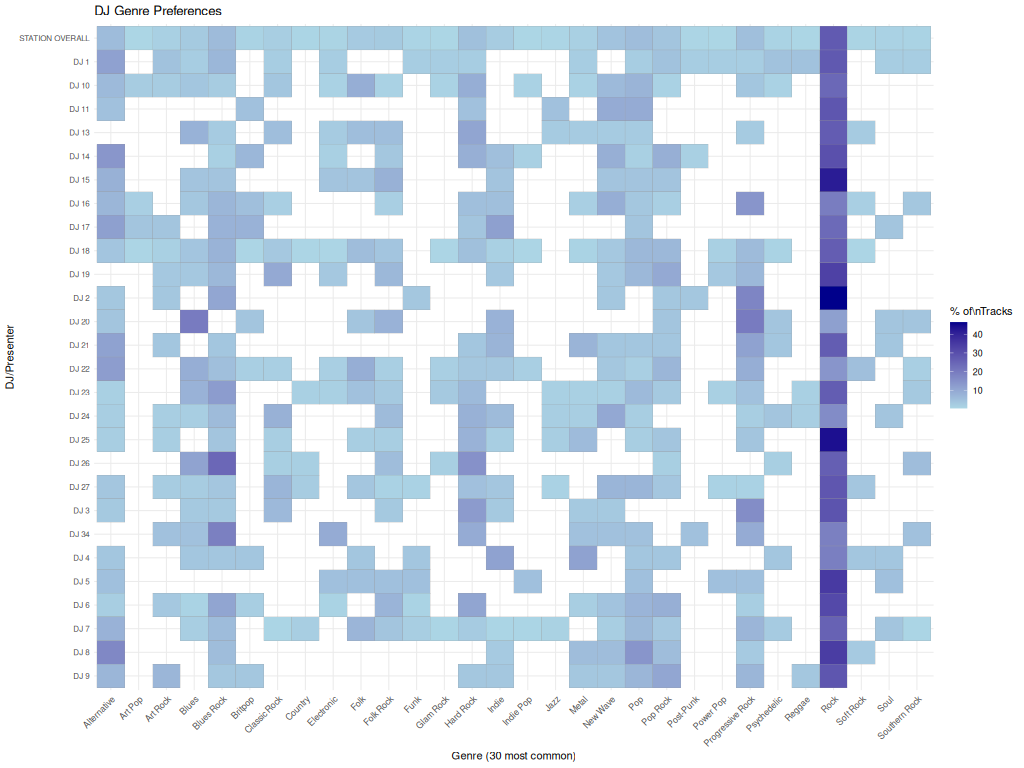 DJ Genre Preferences
STATION OVERALL
DJ 1
DJ 10
DJ 11
DJ 13
DJ 14
DJ 15
DJ 16
DJ 17
DJ 18
DJ 19
DJ 2
DJ 20
DJ 21
DJ 22
DJ 23
DJ 24
DJ 25
DJ 26
DJ 27
DJ 3
DJ 34
DJ 4
DJ 5
DJ 6
DJ 7
DJ 8
DJ 9
DJ/Presenter
Alternative
Art Pop
Art Rock
Blues
Blues Rock
Britpop
Classic Rock
Country
Electronic
Folk
Folk Rock
Funk
Glam Rock
Hard Rock
Indie
Indie Pop
Jazz
Metal
New Wave
Pop
Pop Rock
Post-Punk
Power Pop
Progressive Rock
Psychedelic
Reggae
Rock
Soft Rock
Soul
Southern Rock
Genre (30 most common)
% of\nTracks
40
30
20
10